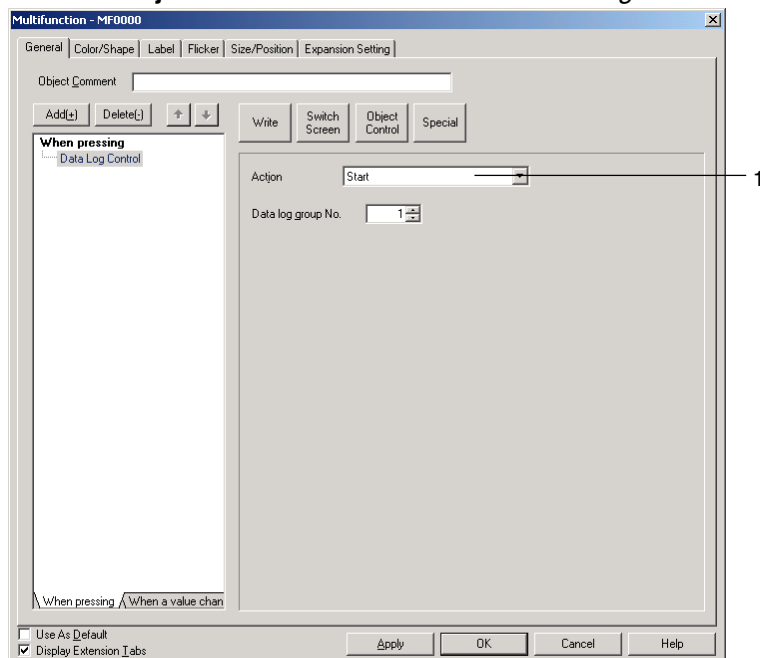 Multifunction - MF0000
General Color/Shape Label Flicker Size/Position Expansion Setting
Object Comment
Add(+) Delete(-)
Write Switch Screen Object Control Special
When pressing
Data Log Control
Action Start
1
Data log group No. 1
When pressing When a value chan
Use As Default
Display Extension Tabs
Apply OK Cancel Help